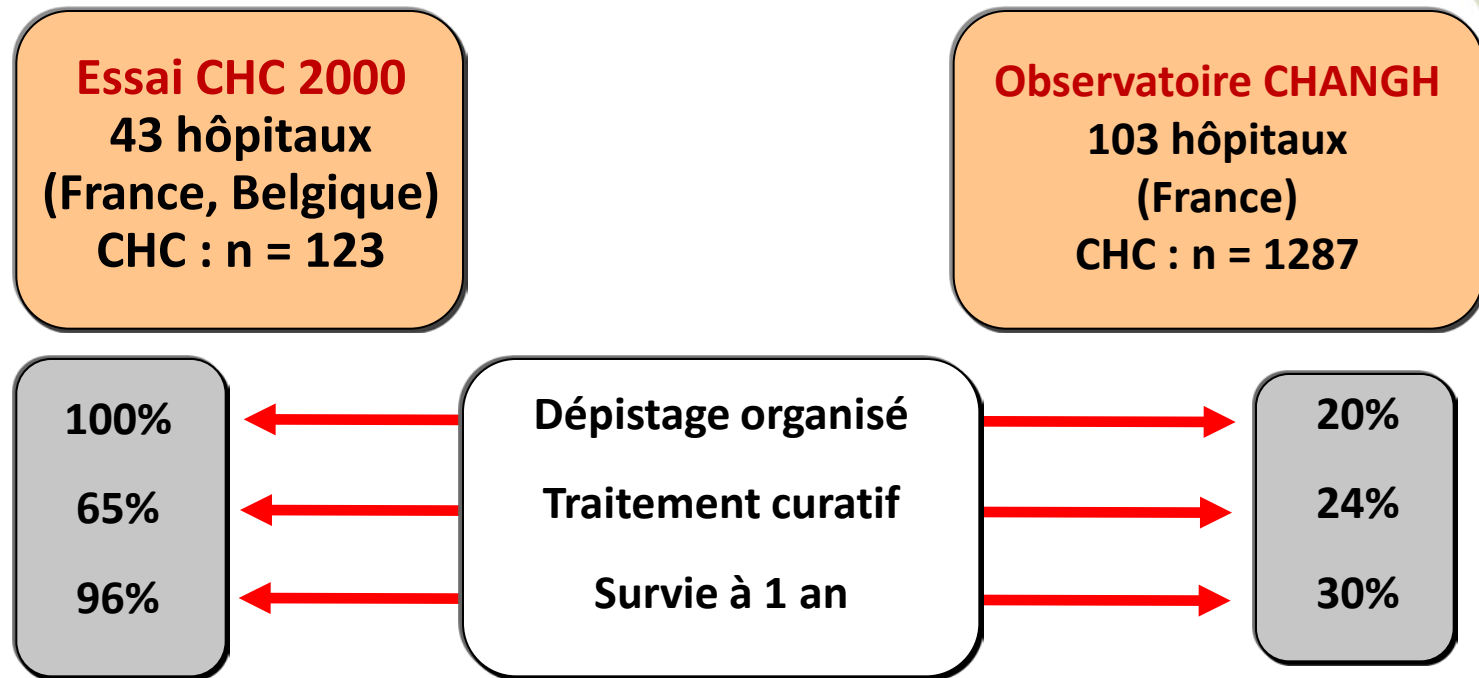 Essai CHC 2000
43 hôpitaux
(France, Belgique)
CHC : n = 123
Observatoire CHANGH
103 hôpitaux
(France)
CHC : n = 1287
100%
Dépistage organisé
20%
65%
Traitement curatif
24%
96%
Survie à 1 an
30%